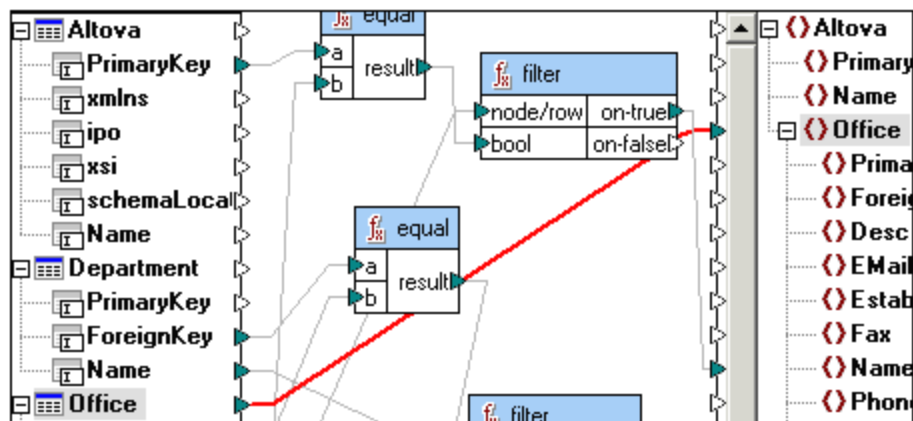 Altova
PrimaryKey
xmlns
ipo
xsi
schemaLocal
Name
Department
PrimaryKey
ForeignKey
Name
Office
equal
a
b
result
filter
node/row on-true
bool on-false
equal
a
b
result
filter
Altova
Primary
Name
Office
Prima
Foreig
Desc
EMail
Estab
Fax
Name
Phone